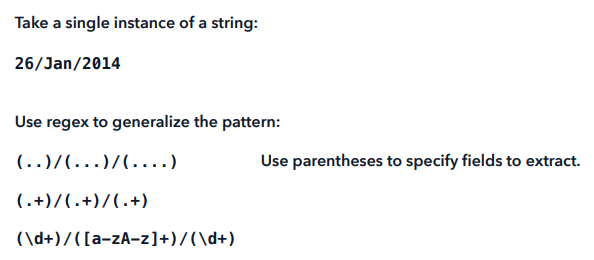 Take a single instance of a string:
26/Jan/2014
Use regex to generalize the pattern:
(..)/(...)/(....) Use parentheses to specify fields to extract.
(.+)/(.+)/(.+)
(\d+)/([a-zA-z]+)/(\d+)